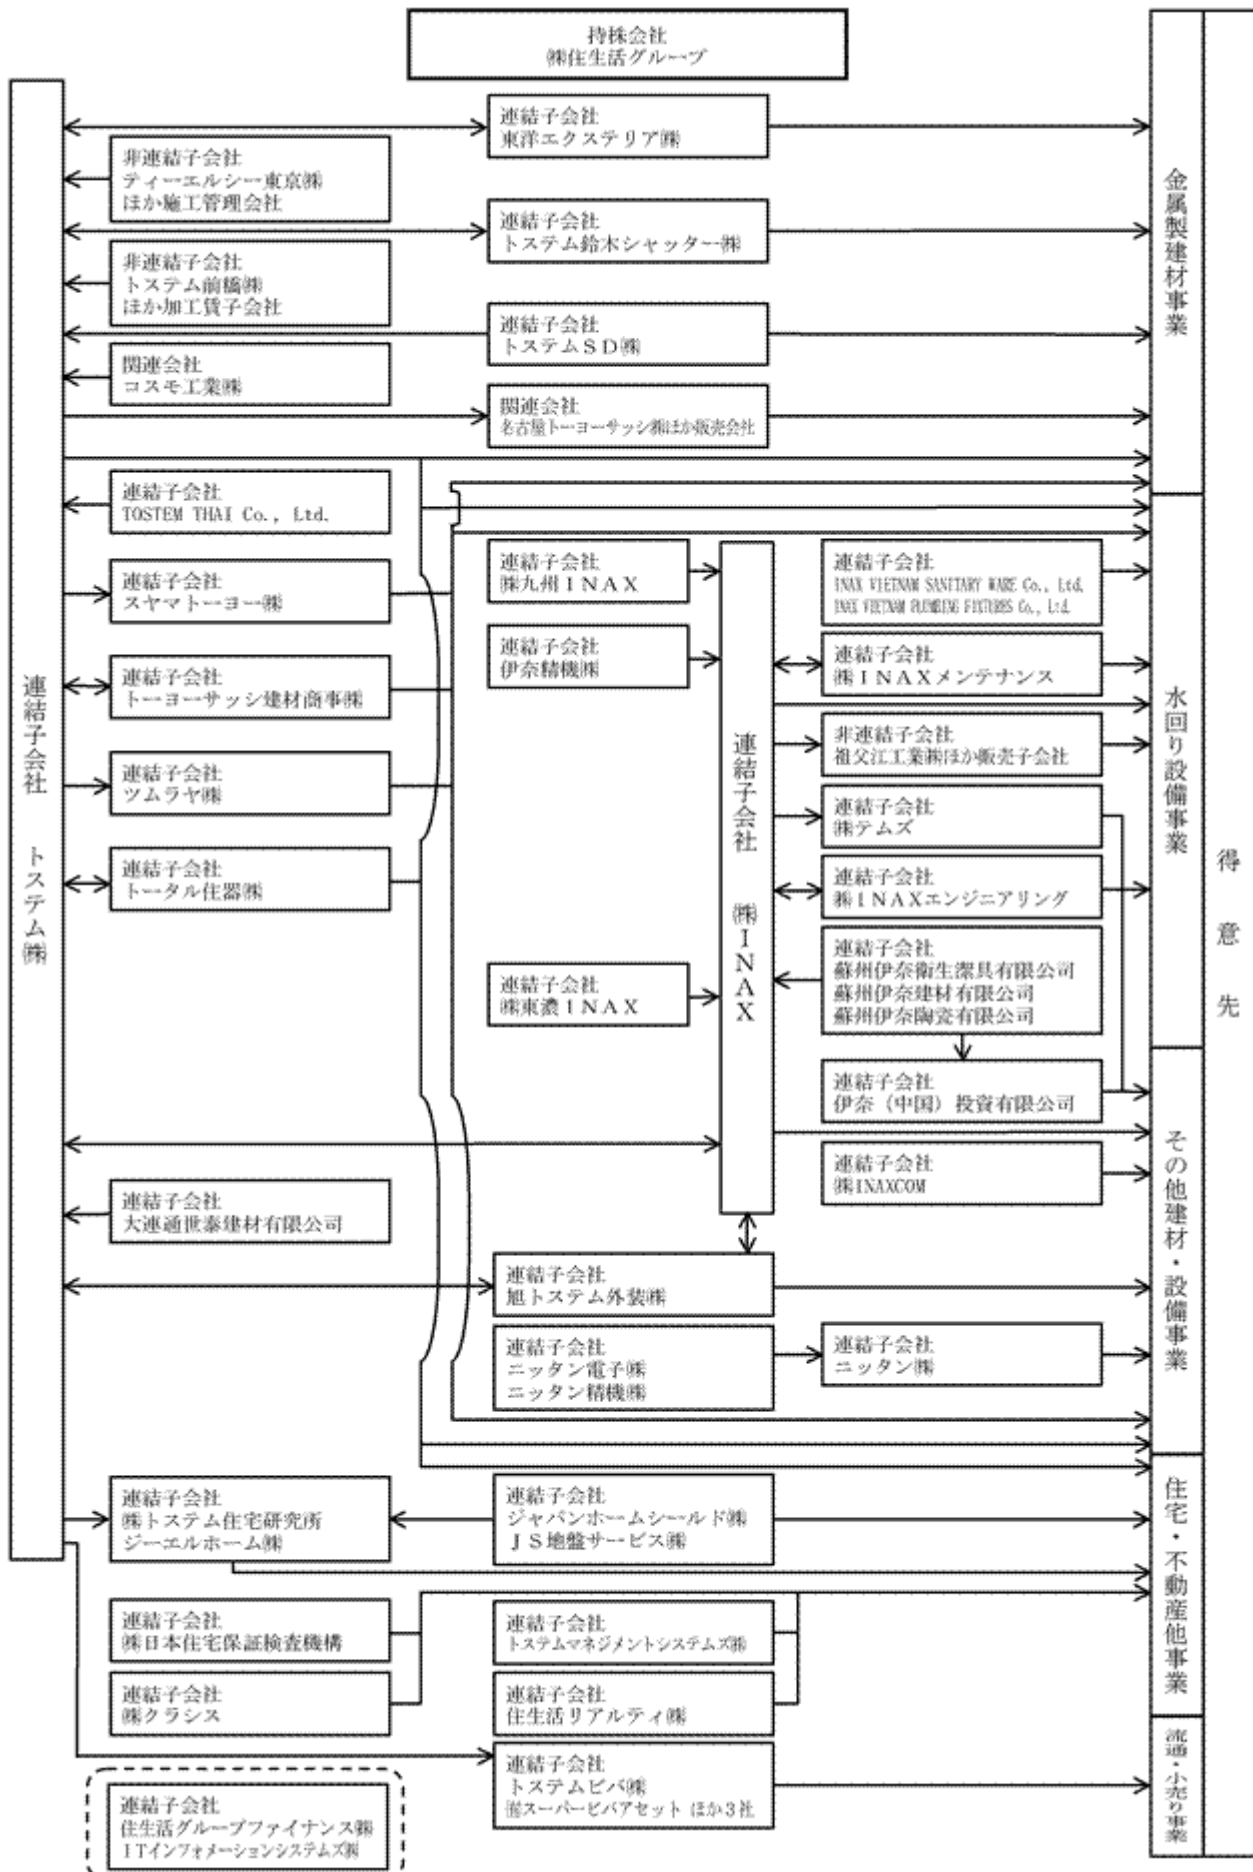 持株会社
㈱住生活グループ
連結子会社
東洋エクステリア㈱
非連結子会社
ティーエルシー東京㈱
ほか施工管理会社
連結子会社
トステム鈴木シャッター㈱
非連結子会社
トステム前橋㈱
ほか加工賃子会社
連結子会社
トステムＳＤ㈱
関連会社
コスモ工業㈱
関連会社
名古屋トーヨーサッシ㈱ほか販売会社
連結子会社
TOSTEM THAI Co., Ltd.
連結子会社
スヤマトーヨー㈱
連結子会社
トーヨーサッシ建材商事㈱
連結子会社
ツムラヤ㈱
連結子会社
トータル住器㈱
連結子会社　トステム㈱
連結子会社
㈱九州ＩＮＡＸ
連結子会社
伊奈精機㈱
連結子会社
㈱東濃ＩＮＡＸ
連結子会社　㈱ＩＮＡＸ
連結子会社
INAX VIETNAM SANITARY WARE Co., Ltd.
INAX VIETNAM PLUMBING FIXTURES Co., Ltd.
連結子会社
㈱ＩＮＡＸメンテナンス
非連結子会社
祖父江工業㈱ほか販売子会社
連結子会社
㈱テムズ
連結子会社
㈱ＩＮＡＸエンジニアリング
連結子会社
蘇州伊奈衛生潔具有限公司
蘇州伊奈建材有限公司
蘇州伊奈陶瓷有限公司
連結子会社
伊奈（中国）投資有限公司
連結子会社
㈱INAXCOM
連結子会社
大連通世泰建材有限公司
連結子会社
旭トステム外装㈱
連結子会社
ニッタン電子㈱
ニッタン精機㈱
連結子会社
ニッタン㈱
連結子会社
㈱トステム住宅研究所
ジーエルホーム㈱
連結子会社
ジャパンホームシールド㈱
ＪＳ地盤サービス㈱
連結子会社
㈱日本住宅保証検査機構
連結子会社
トステムマネジメントシステムズ㈱
連結子会社
㈱クラシス
連結子会社
住生活リアルティ㈱
連結子会社
トステムビバ㈱
㈲スーパービバアセット ほか３社
連結子会社
住生活グループファイナンス㈱
ＩＴインフォメーションシステムズ㈱
金属製建材事業
水回り設備事業
その他建材・設備事業
住宅・不動産他事業
流通・小売り事業
得意先